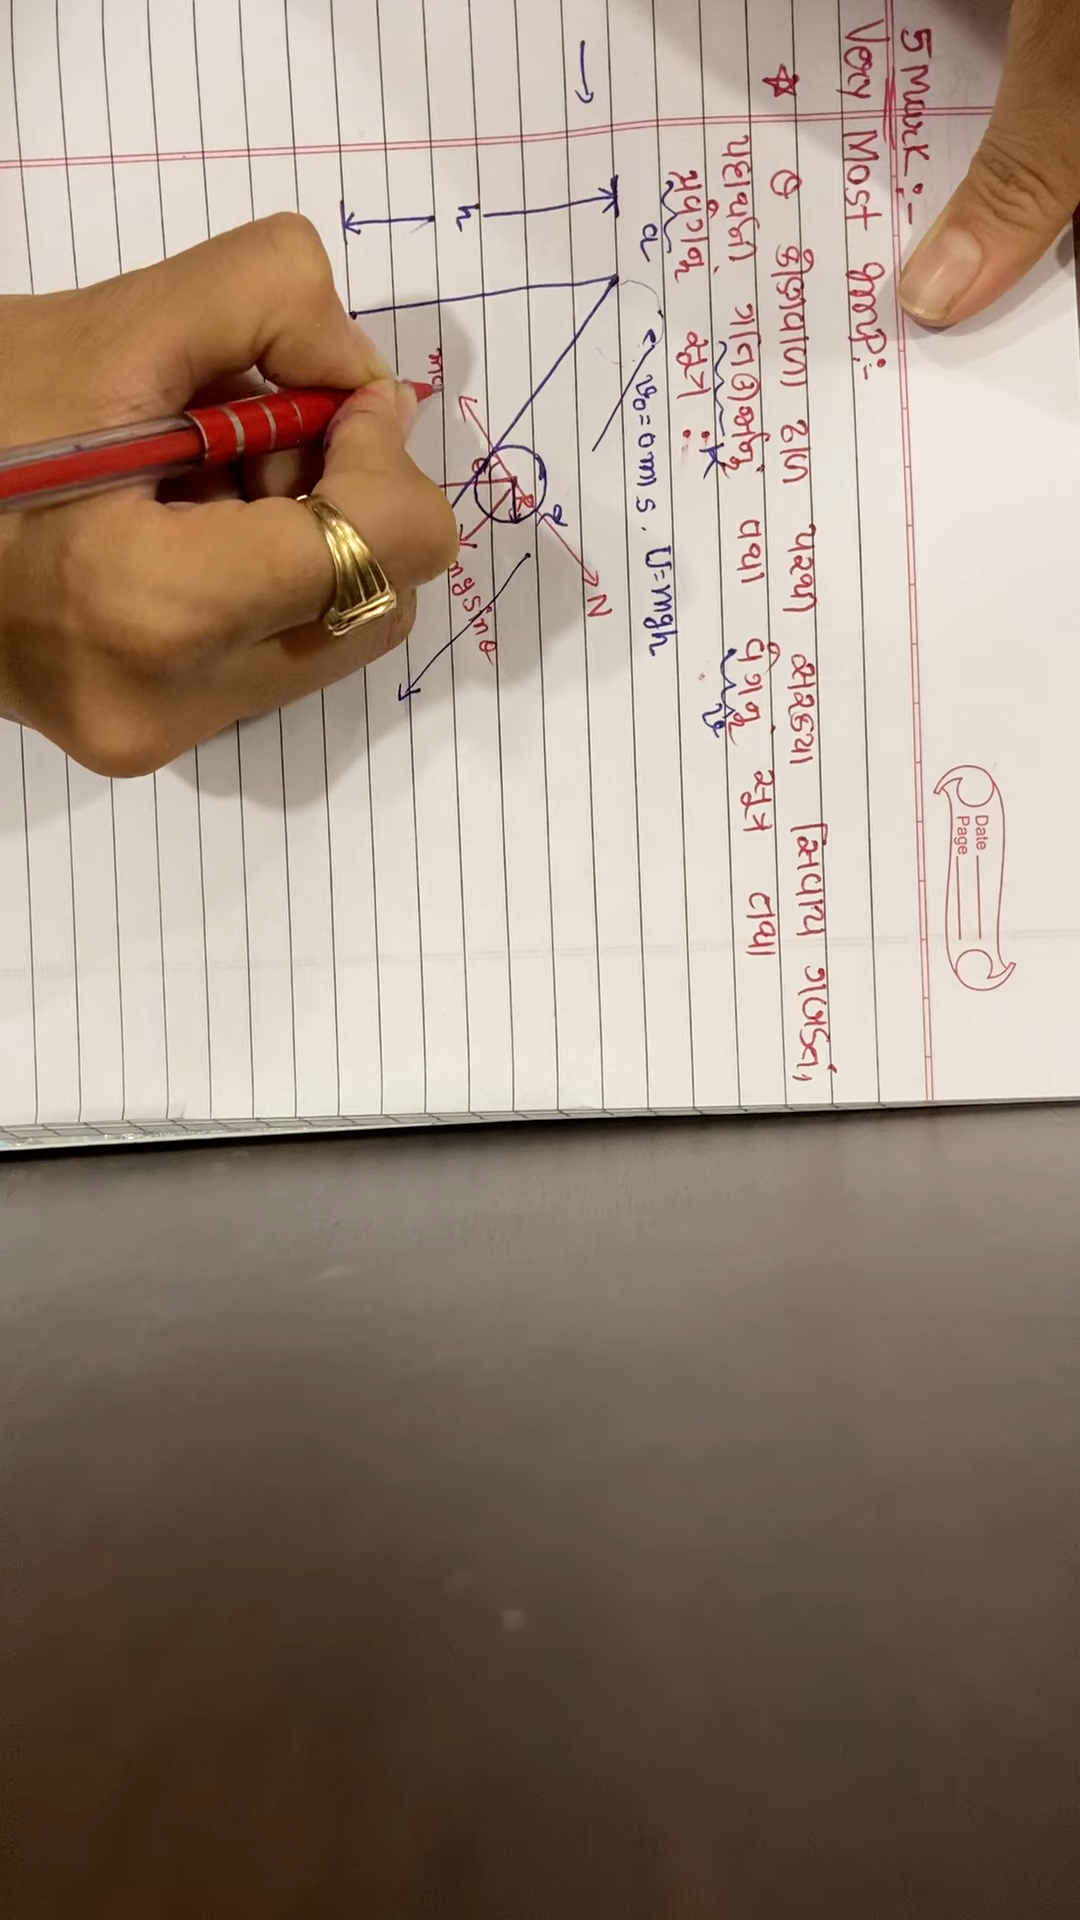 Date
Page
5 Mark :-
Very Most Imp:-
θ કોણવાળા ઢાળ પરથી સરક્યા સિવાય ગબડતાં,
પદાર્થની ગતિઊર્જાનું તથા વેગનું સૂત્ર તથા
K v
પ્રવેગનું સૂત્ર :
a
→
v₀=0 m/s, U=mgh
N
h
R
θ
mg sinθ